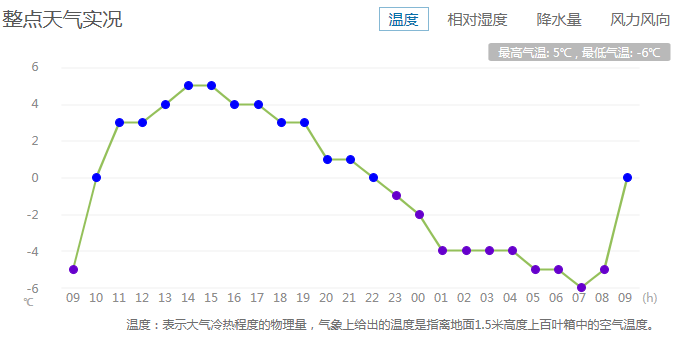 整点天气实况
温度 相对湿度 降水量 风力风向
最高气温: 5℃ , 最低气温: -6℃
6
4
2
0
-2
-4
-6
℃
09 10 11 12 13 14 15 16 17 18 19 20 21 22 23 00 01 02 03 04 05 06 07 08 09 (h)
温度：表示大气冷热程度的物理量，气象上给出的温度是指离地面1.5米高度上百叶箱中的空气温度。